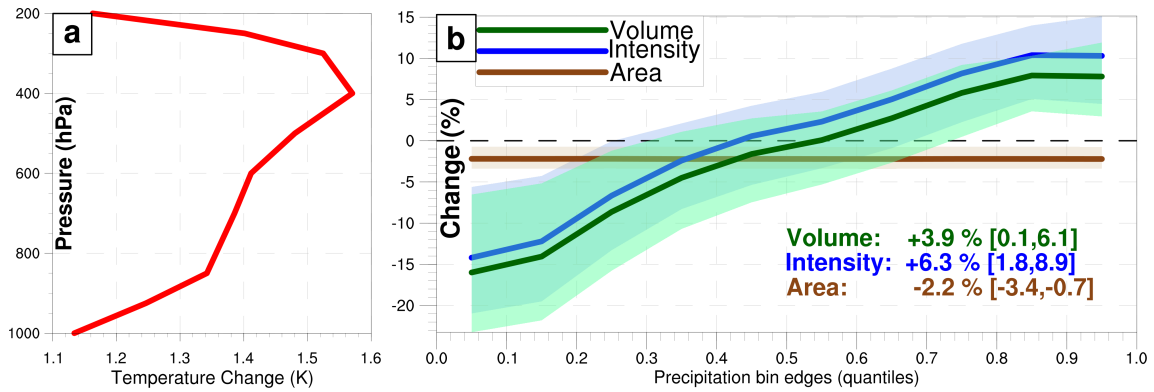 a
200
400
600
800
1000
Pressure (hPa)
1.1 1.2 1.3 1.4 1.5 1.6
Temperature Change (K)
b
Volume
Intensity
Area
15
10
5
0
-5
-10
-15
-20
Change (%)
Volume: +3.9 % [0.1,6.1]
Intensity: +6.3 % [1.8,8.9]
Area: -2.2 % [-3.4,-0.7]
0.0 0.1 0.2 0.3 0.4 0.5 0.6 0.7 0.8 0.9 1.0
Precipitation bin edges (quantiles)